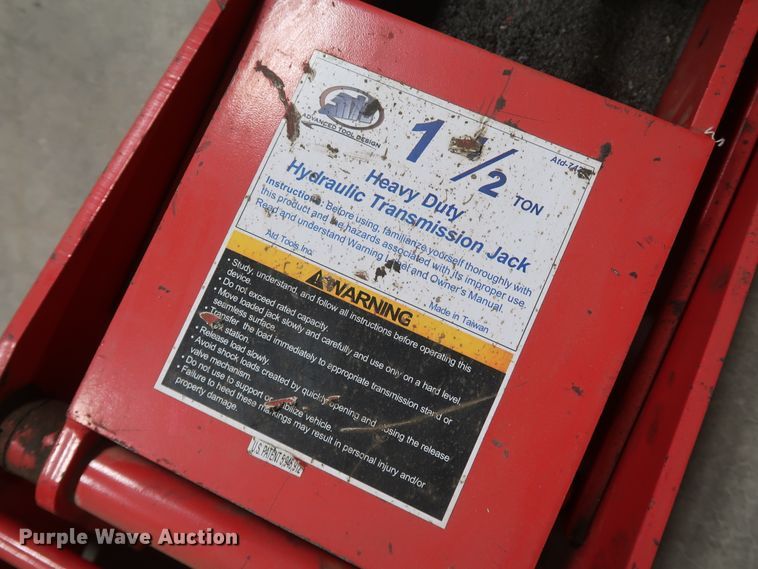 Atd
ADVANCED TOOL DESIGN
1 1/2 TON
Heavy Duty
Hydraulic Transmission Jack
Instructions: Before using, familiarize yourself thoroughly with
this product and the hazards associated with its improper use.
Read and understand Warning Label and Owner's Manual.
Atd Tools Inc.
Made in Taiwan
WARNING
• Study, understand, and follow all instructions before operating this
device.
• Do not exceed rated capacity.
• Move loaded jack slowly and carefully and use only on a hard level
seamless surface.
• Transfer the load immediately to appropriate transmission stand or
station.
• Release load slowly.
• Avoid shock loads created by quickly opening and closing the release
valve mechanism.
• Do not use to support or stabilize vehicle.
• Failure to heed these markings may result in personal injury and/or
property damage.
U.S. PATENT 5,946,912
Purple Wave Auction